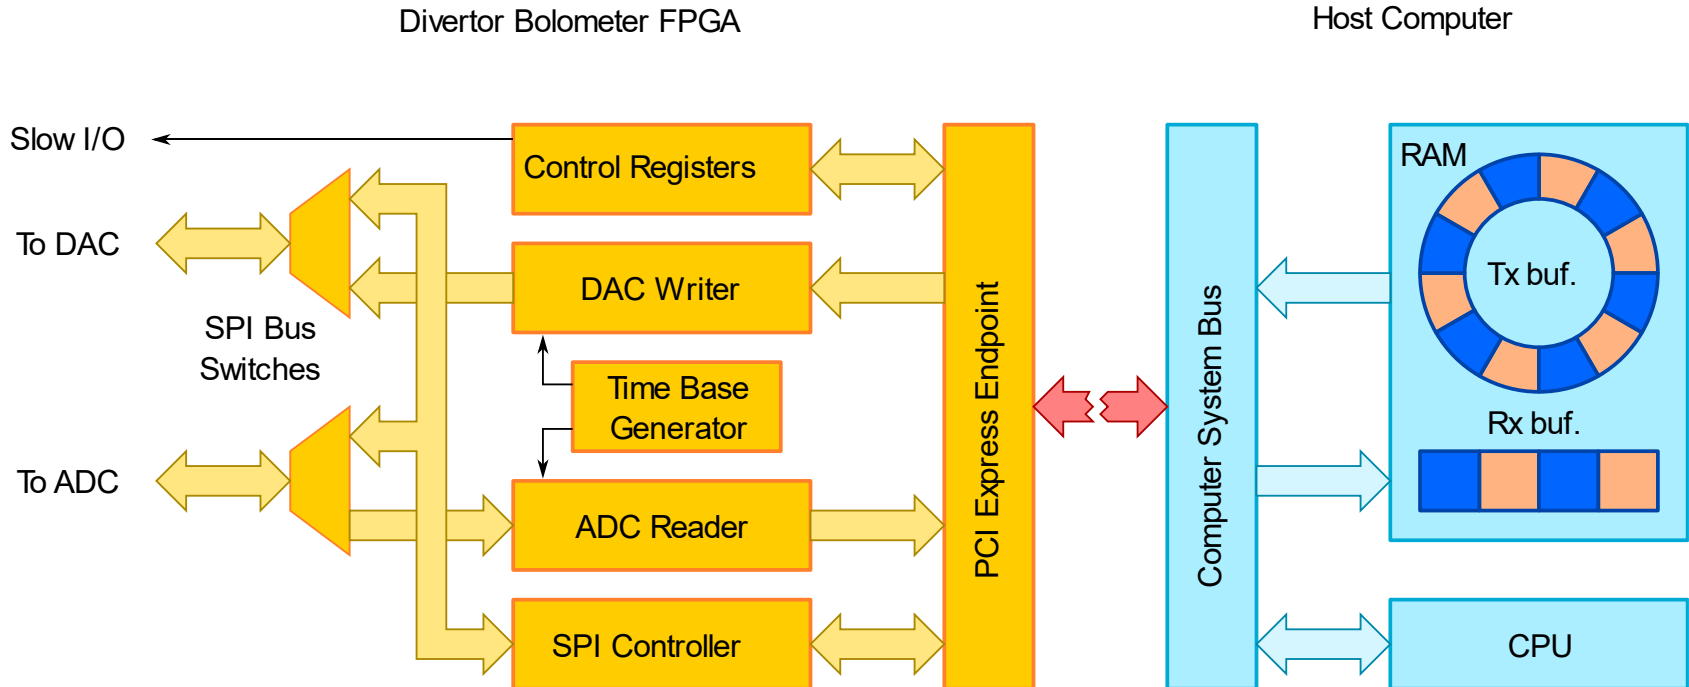 Divertor Bolometer FPGA
Host Computer
Slow I/O
Control Registers
RAM
To DAC
DAC Writer
Tx buf.
SPI Bus
Switches
Time Base
Generator
PCI Express Endpoint
Computer System Bus
Rx buf.
To ADC
ADC Reader
SPI Controller
CPU